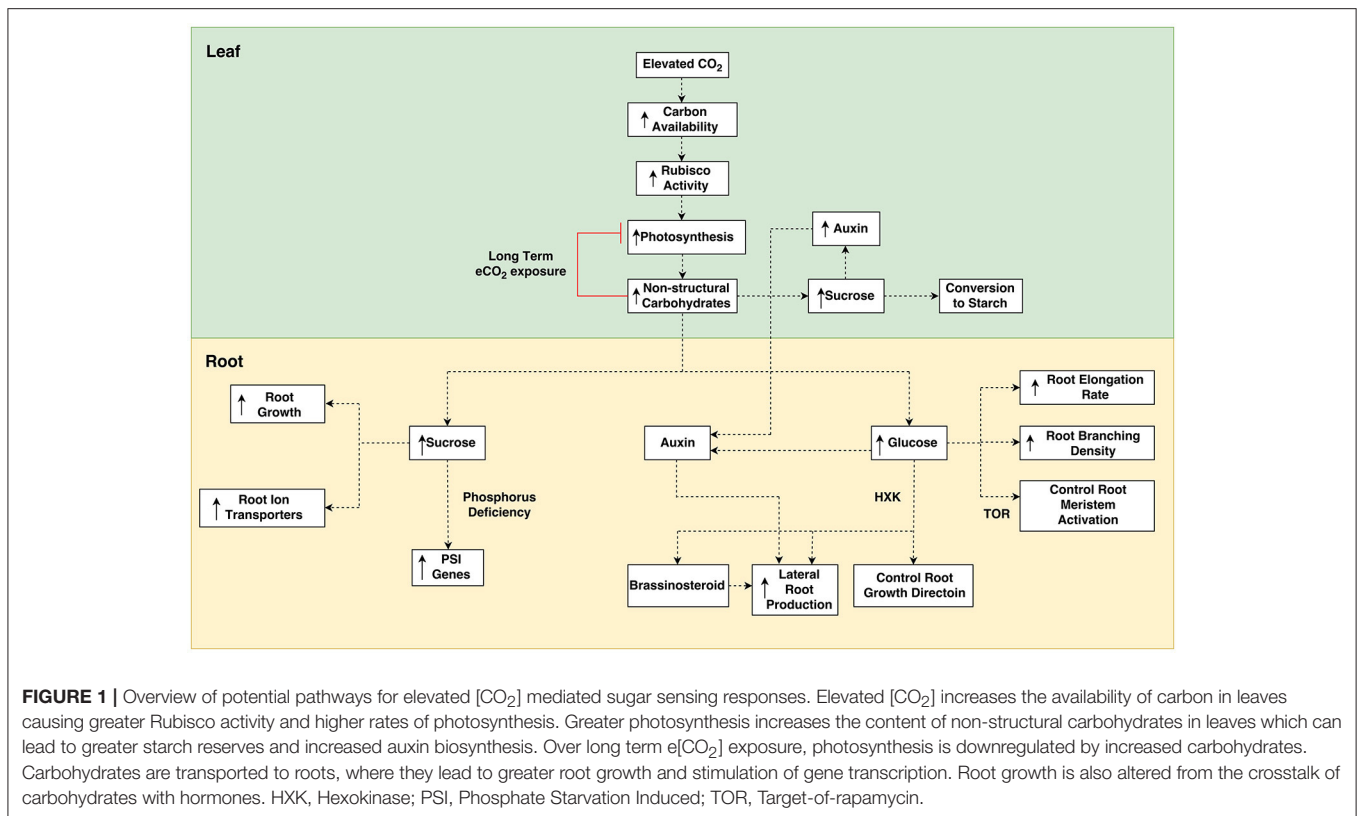 Leaf
Elevated CO₂
↑ Carbon
Availability
↑ Rubisco
Activity
↑Photosynthesis
↑ Auxin
Long Term
eCO₂ exposure
↑ Non-structural
Carbohydrates
↑Sucrose
Conversion
to Starch
Root
↑ Root
Growth
↑ Root Ion
Transporters
↑Sucrose
Phosphorus
Deficiency
↑ PSI
Genes
Auxin
↑ Glucose
HXK
TOR
↑ Root Elongation
Rate
↑ Root Branching
Density
Control Root
Meristem
Activation
Brassinosteroid
↑ Lateral
Root
Production
Control Root
Growth Directoin
FIGURE 1 | Overview of potential pathways for elevated [CO₂] mediated sugar sensing responses. Elevated [CO₂] increases the availability of carbon in leaves
causing greater Rubisco activity and higher rates of photosynthesis. Greater photosynthesis increases the content of non-structural carbohydrates in leaves which can
lead to greater starch reserves and increased auxin biosynthesis. Over long term e[CO₂] exposure, photosynthesis is downregulated by increased carbohydrates.
Carbohydrates are transported to roots, where they lead to greater root growth and stimulation of gene transcription. Root growth is also altered from the crosstalk of
carbohydrates with hormones. HXK, Hexokinase; PSI, Phosphate Starvation Induced; TOR, Target-of-rapamycin.